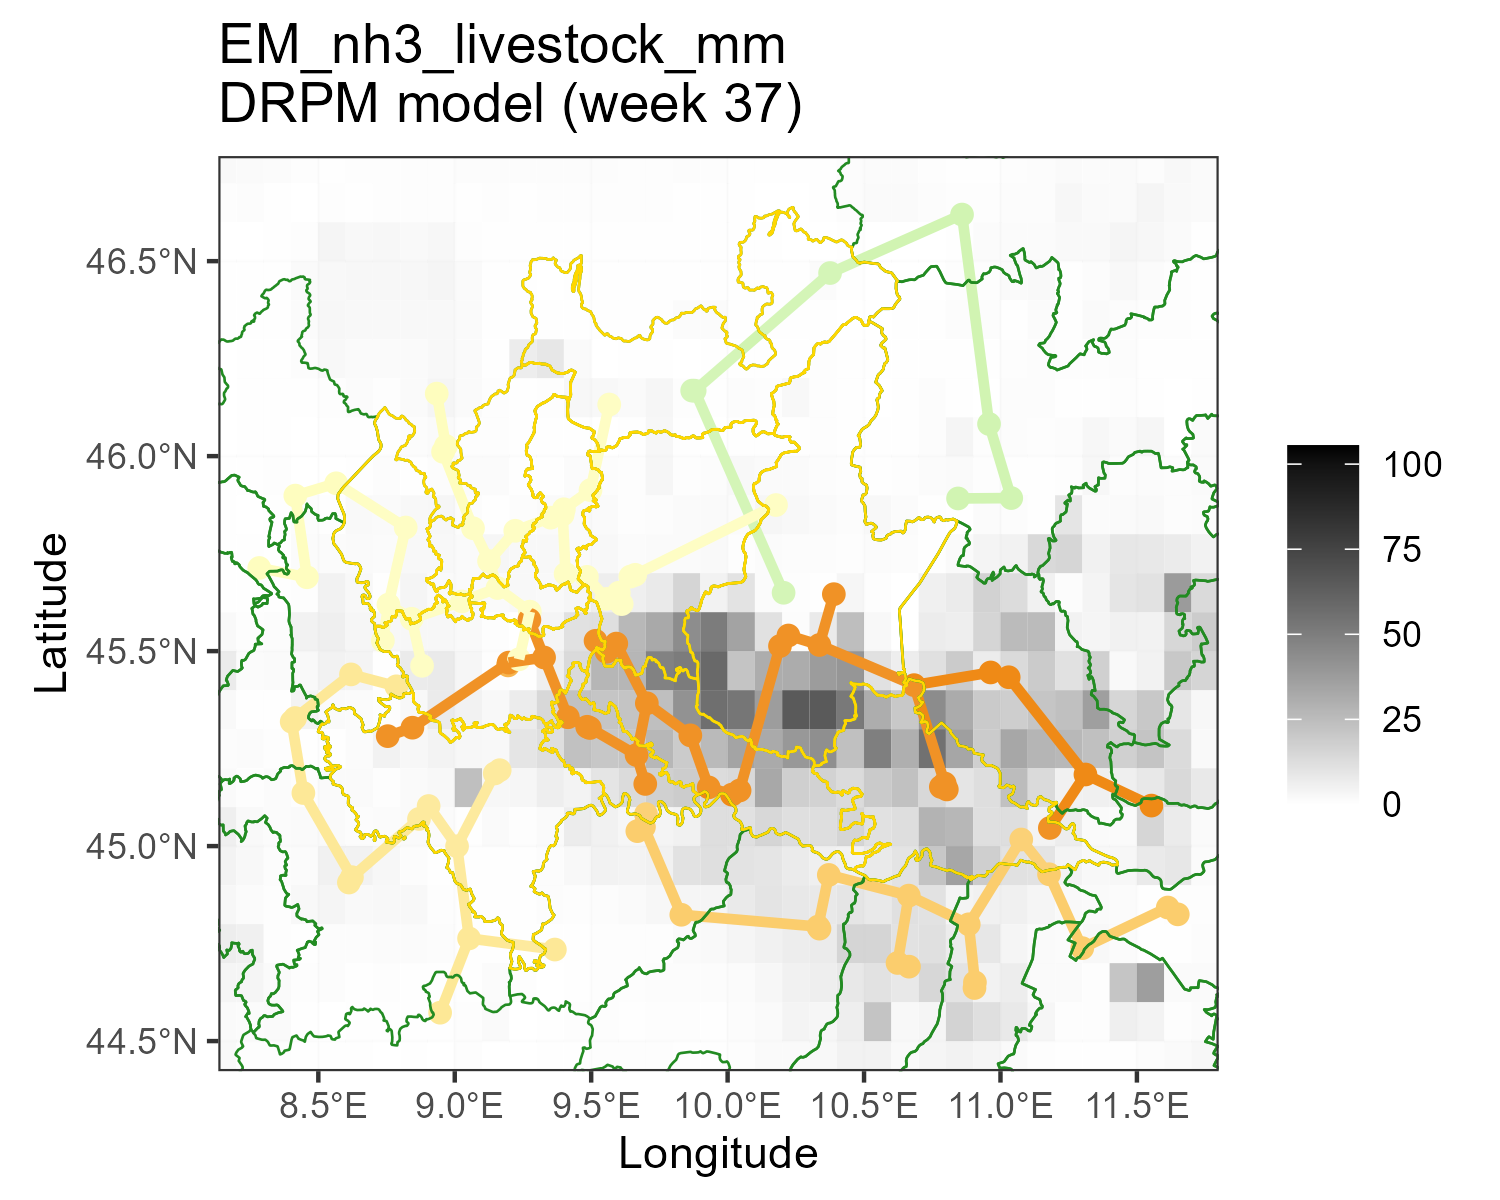 EM_nh3_livestock_mm
DRPM model (week 37)
46.5°N
46.0°N
45.5°N
45.0°N
44.5°N
Latitude
8.5°E 9.0°E 9.5°E 10.0°E 10.5°E 11.0°E 11.5°E
Longitude
100
75
50
25
0